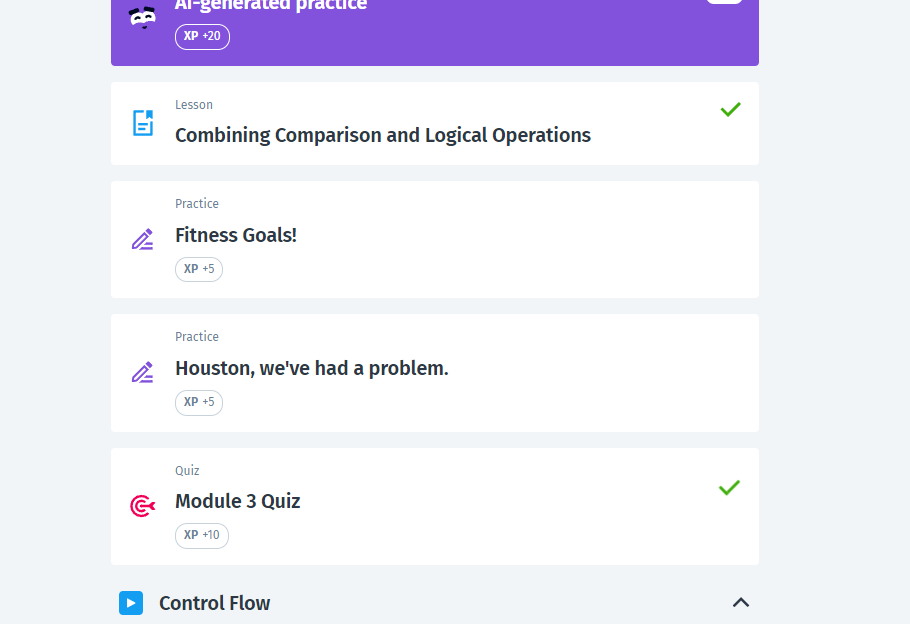 AI-generated practice
XP +20
Lesson
Combining Comparison and Logical Operations
Practice
Fitness Goals!
XP +5
Practice
Houston, we've had a problem.
XP +5
Quiz
Module 3 Quiz
XP +10
Control Flow